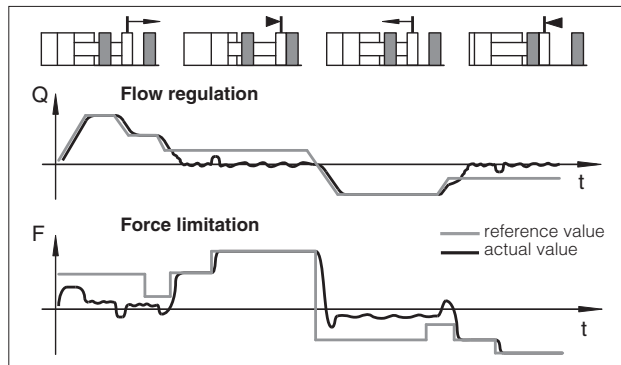 Q
Flow regulation
t
Force limitation
F
reference value
actual value
t